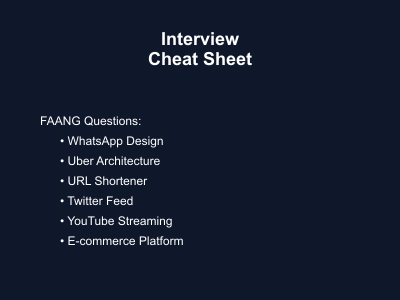 Interview
Cheat Sheet
FAANG Questions:
• WhatsApp Design
• Uber Architecture
• URL Shortener
• Twitter Feed
• YouTube Streaming
• E-commerce Platform